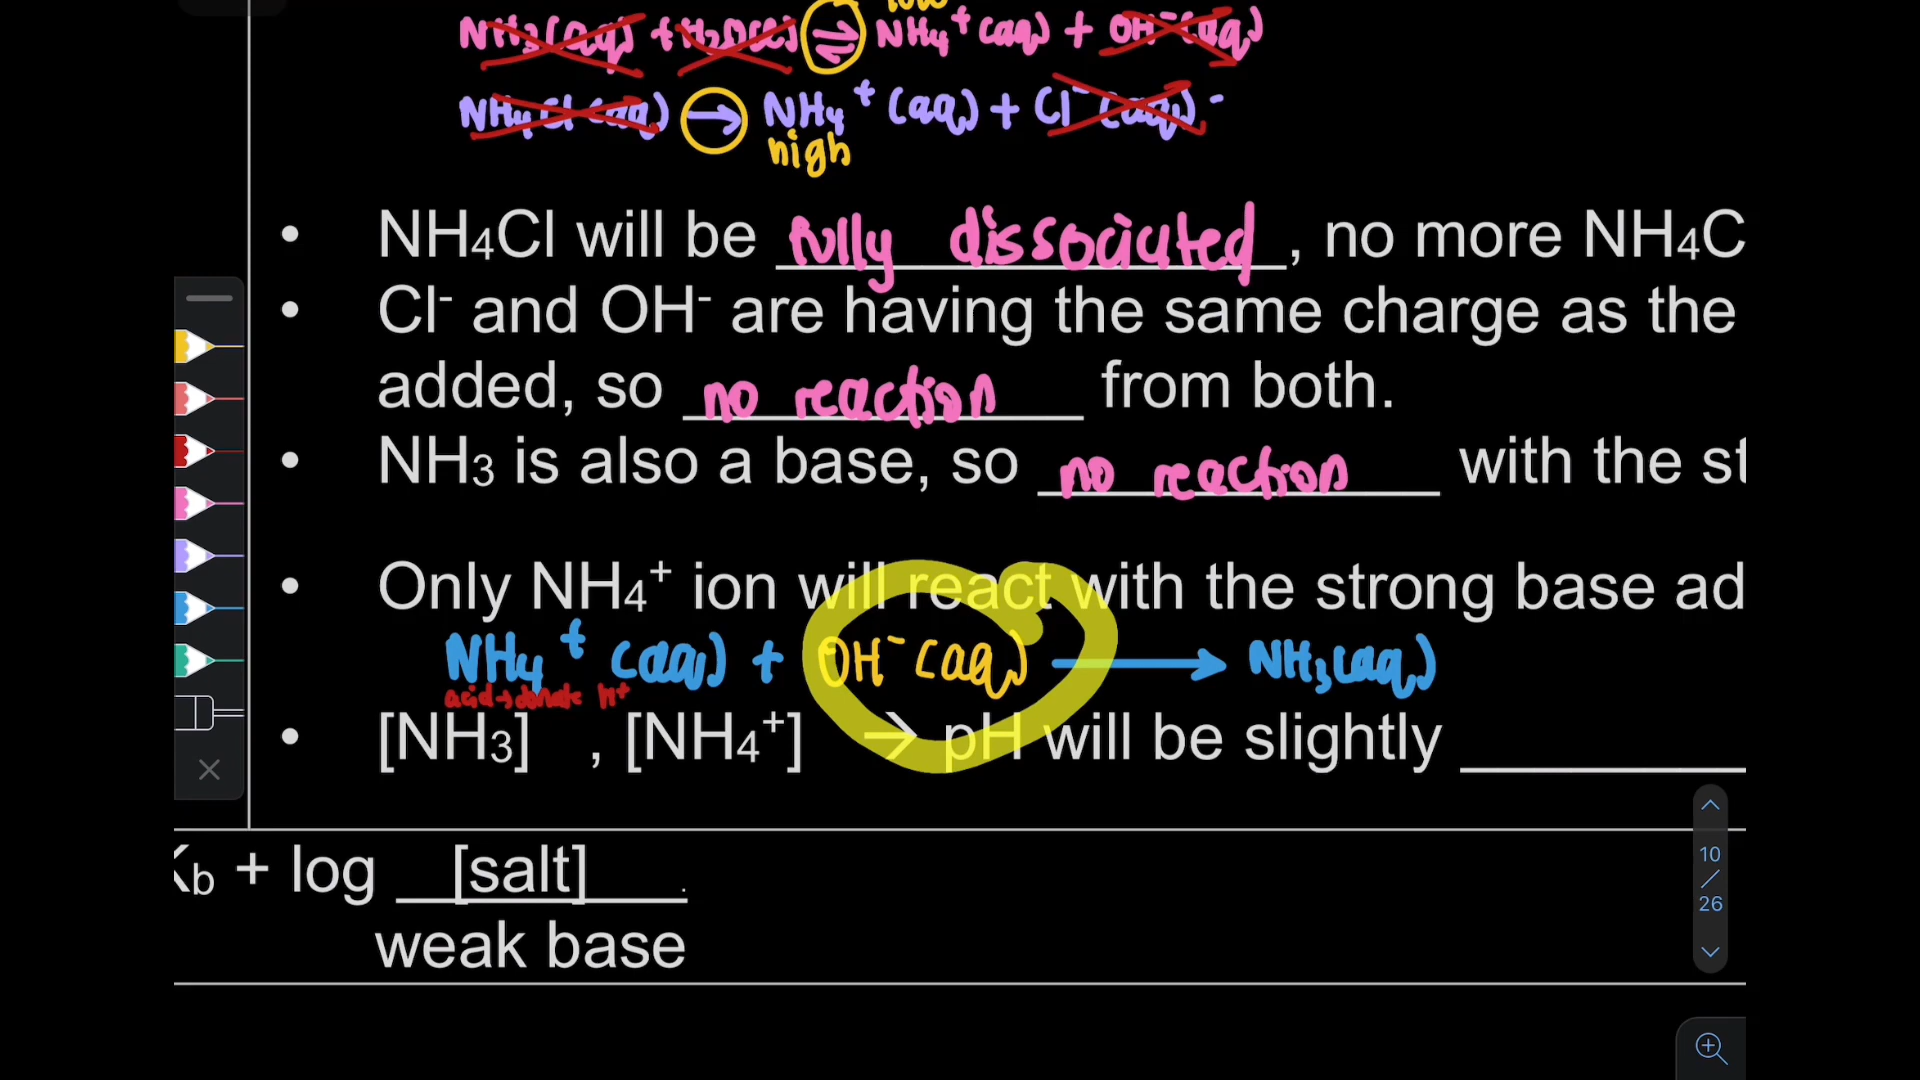 NH3(aq) + H2O(l) ⇌ NH4+ (aq) + OH-(aq)
NH4Cl (aq) → NH4+ (aq) + Cl- (aq)
high
• NH4Cl will be fully dissociated, no more NH4C
• Cl- and OH- are having the same charge as the
added, so no reaction from both.
• NH3 is also a base, so no reaction with the st
• Only NH4+ ion will react with the strong base ad
NH4+ (aq) + OH-(aq) → NH3(aq)
acid→donate H+
• [NH3] , [NH4+] → pH will be slightly
Kb + log [salt] .
weak base
10
/
26